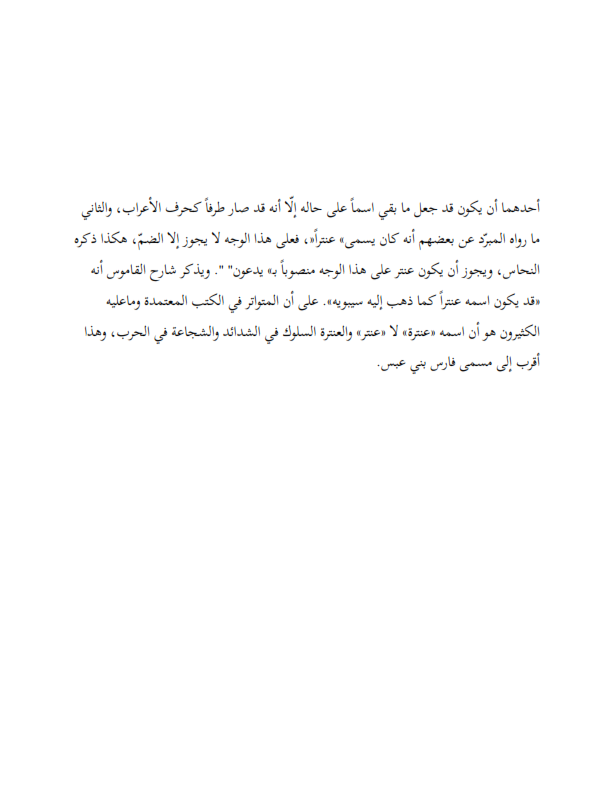 أحدهما أن يكون قد جعل ما بقي اسماً على حاله إلّا أنه قد صار طرفاً كحرف الأعراب، والثاني
ما رواه المبرّد عن بعضهم أنه كان يسمى» عنتراً«، فعلى هذا الوجه لا يجوز إلا الضمّ، هكذا ذكره
النحاس، ويجوز أن يكون عنتر على هذا الوجه منصوباً بـ» يدعون" ". ويذكر شارح القاموس أنه
«قد يكون اسمه عنتراً كما ذهب إليه سيبويه». على أن المتواتر في الكتب المعتمدة وماعليه
الكثيرون هو أن اسمه «عنترة» لا «عنتر» والعنترة السلوك في الشدائد والشجاعة في الحرب، وهذا
أقرب إلى مسمى فارس بني عبس.